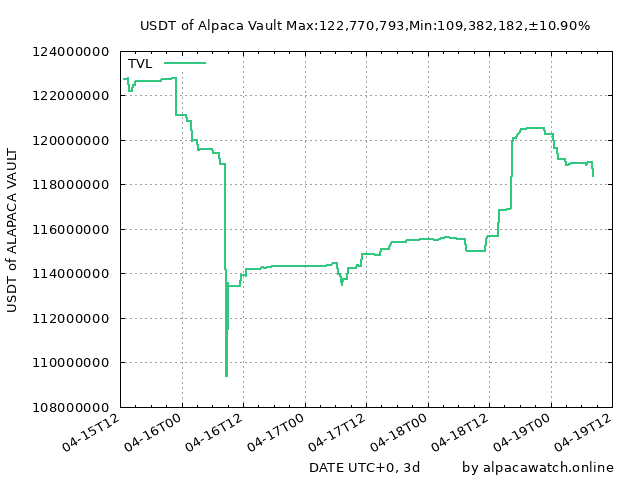 USDT of Alpaca Vault Max:122,770,793,Min:109,382,182,±10.90%
TVL
124000000
122000000
120000000
118000000
116000000
114000000
112000000
110000000
108000000
USDT of ALAPACA VAULT
04-15T12
04-16T00
04-16T12
04-17T00
04-17T12
04-18T00
04-18T12
04-19T00
04-19T12
DATE UTC+0, 3d
by alpacawatch.online